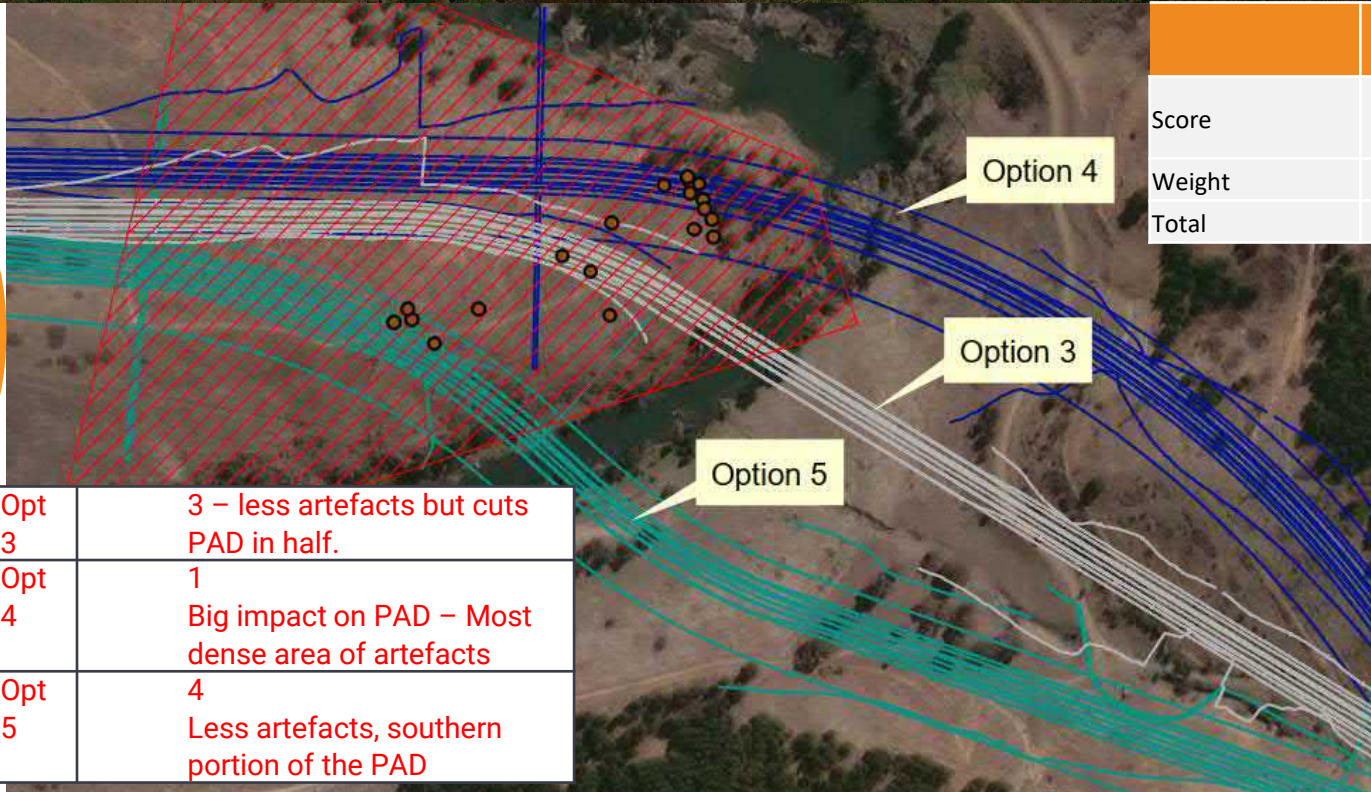 Score
Weight
Total
Option 4
Option 3
Option 5
Opt 3 – less artefacts but cuts
3 PAD in half.
Opt 1
4 Big impact on PAD – Most
dense area of artefacts
Opt 4
5 Less artefacts, southern
portion of the PAD